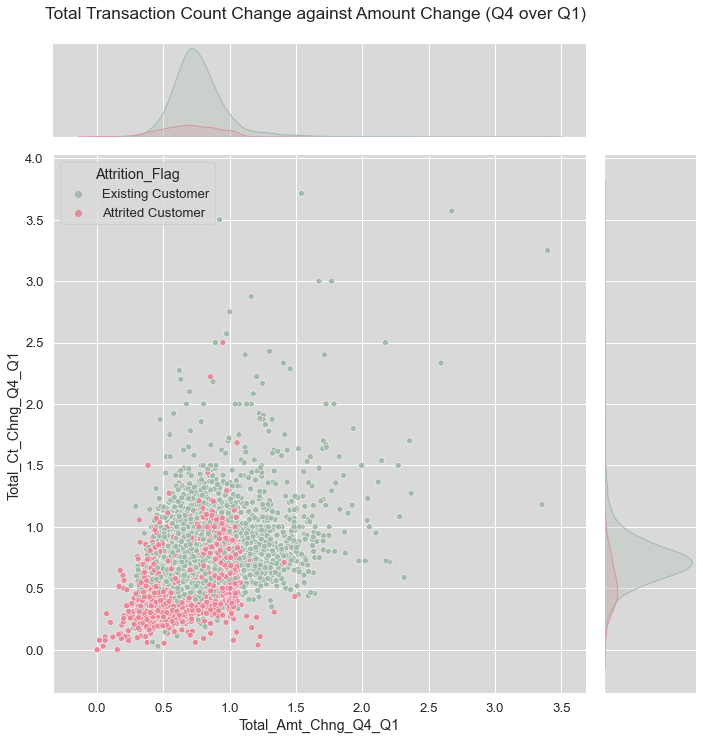 Total Transaction Count Change against Amount Change (Q4 over Q1)
Attrition_Flag
Existing Customer
Attrited Customer
Total_Ct_Chng_Q4_Q1
4.0
3.5
3.0
2.5
2.0
1.5
1.0
0.5
0.0
0.0 0.5 1.0 1.5 2.0 2.5 3.0 3.5
Total_Amt_Chng_Q4_Q1